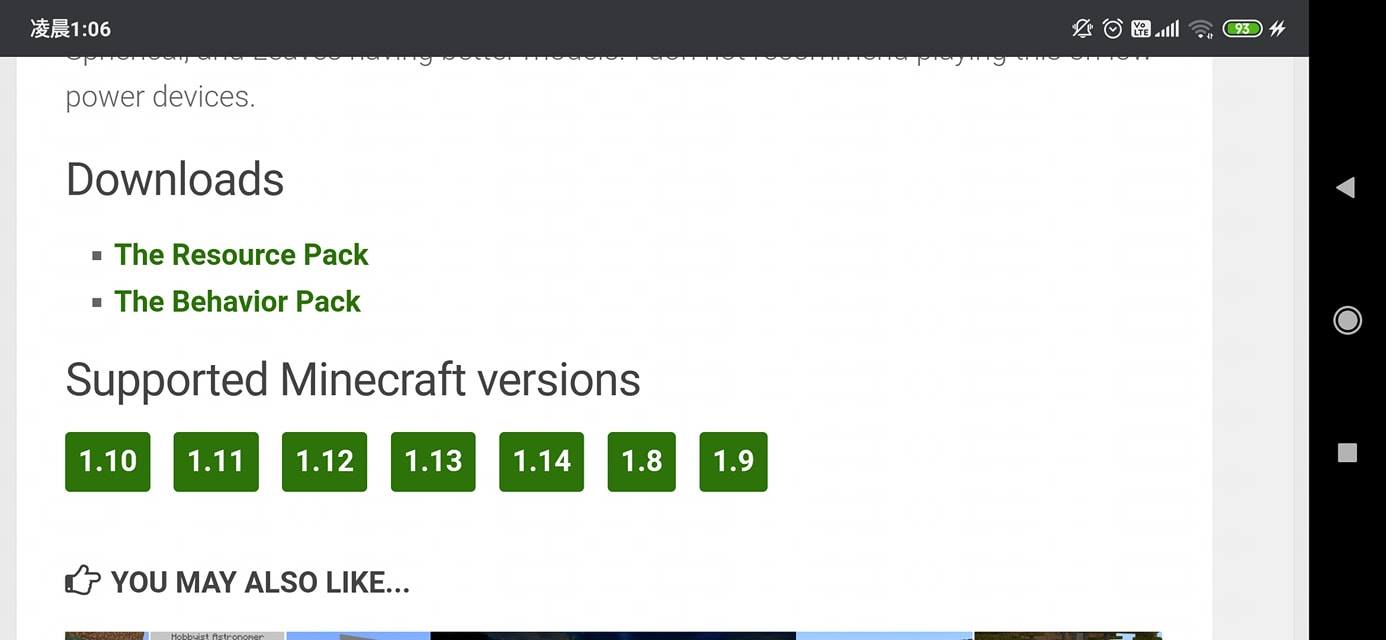 凌晨1:06
93
power devices.
Downloads
The Resource Pack
The Behavior Pack
Supported Minecraft versions
1.10 1.11 1.12 1.13 1.14 1.8 1.9
YOU MAY ALSO LIKE...
Hobbyist Astronomer